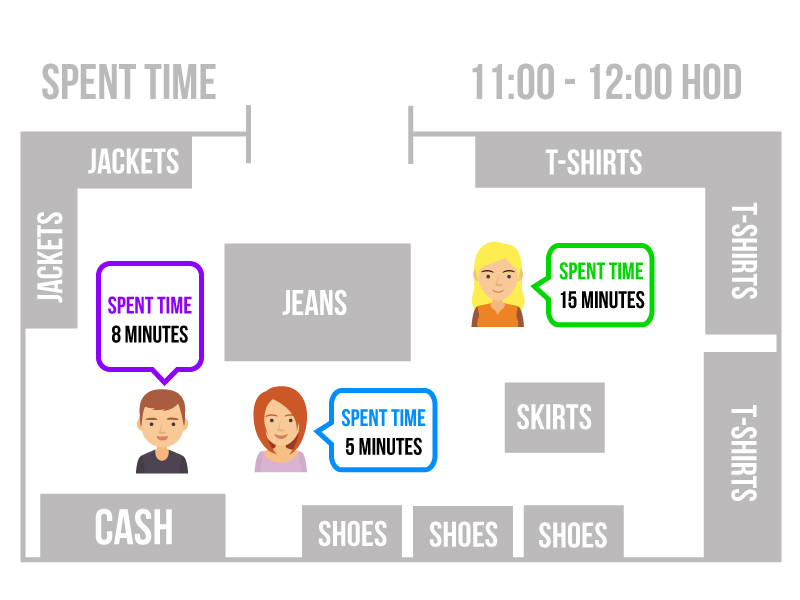 SPENT TIME
11:00 - 12:00 HOD
JACKETS
T-SHIRTS
JACKETS
T-SHIRTS
SPENT TIME
8 MINUTES
JEANS
SPENT TIME
15 MINUTES
SPENT TIME
5 MINUTES
SKIRTS
T-SHIRTS
CASH
SHOES
SHOES
SHOES